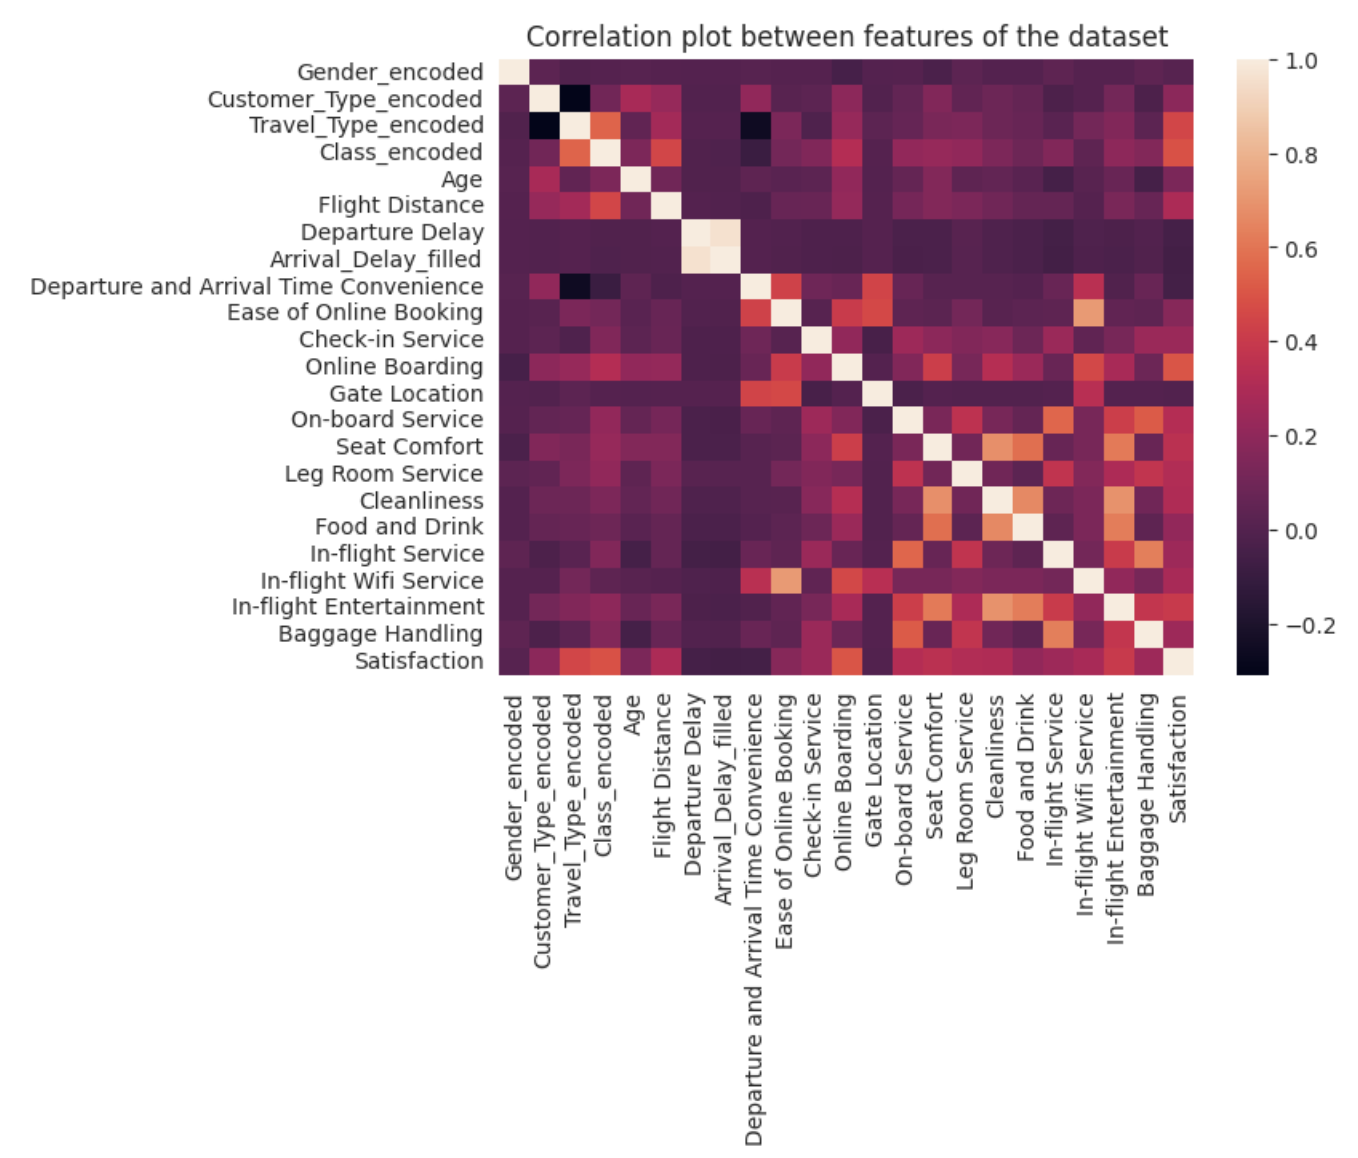 Correlation plot between features of the dataset
Gender_encoded
Customer_Type_encoded
Travel_Type_encoded
Class_encoded
Age
Flight Distance
Departure Delay
Arrival_Delay_filled
Departure and Arrival Time Convenience
Ease of Online Booking
Check-in Service
Online Boarding
Gate Location
On-board Service
Seat Comfort
Leg Room Service
Cleanliness
Food and Drink
In-flight Service
In-flight Wifi Service
In-flight Entertainment
Baggage Handling
Satisfaction
Gender_encoded
Customer_Type_encoded
Travel_Type_encoded
Class_encoded
Age
Flight Distance
Departure Delay
Arrival_Delay_filled
Departure and Arrival Time Convenience
Ease of Online Booking
Check-in Service
Online Boarding
Gate Location
On-board Service
Seat Comfort
Leg Room Service
Cleanliness
Food and Drink
In-flight Service
In-flight Wifi Service
In-flight Entertainment
Baggage Handling
Satisfaction
1.0
0.8
0.6
0.4
0.2
0.0
−0.2